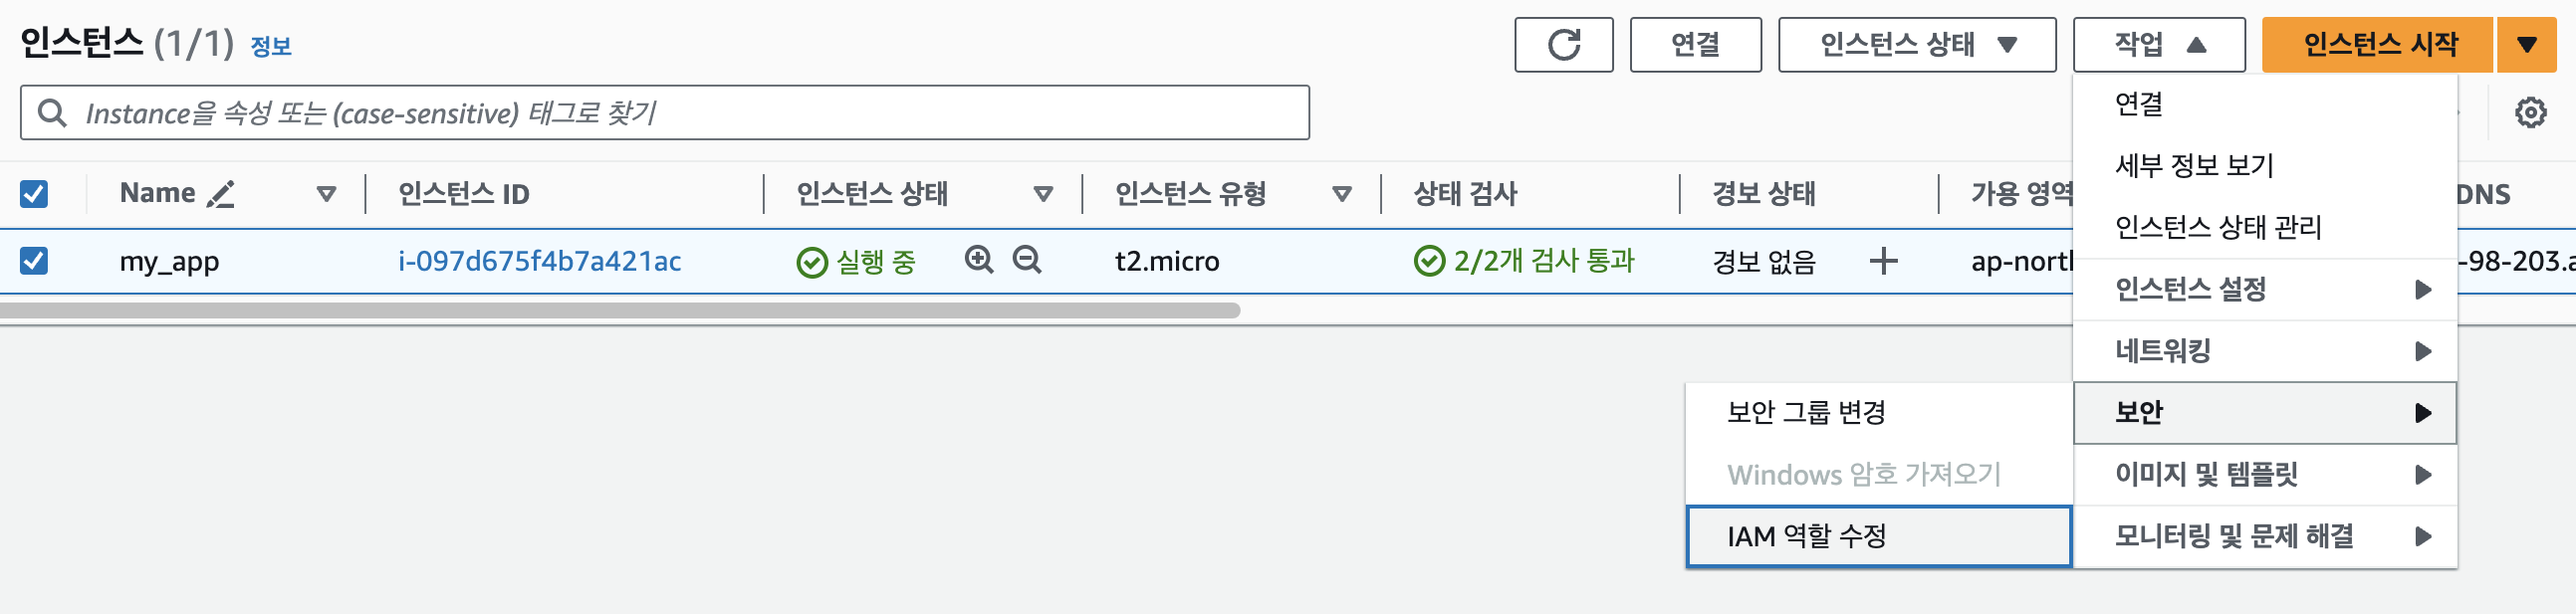 인스턴스 (1/1) 정보
연결
인스턴스 상태
작업
인스턴스 시작
Instance을 속성 또는 (case-sensitive) 태그로 찾기
Name
인스턴스 ID
인스턴스 상태
인스턴스 유형
상태 검사
경보 상태
가용 영역
DNS
my_app
i-097d675f4b7a421ac
실행 중
t2.micro
2/2개 검사 통과
경보 없음
ap-nort
-98-203.a
연결
세부 정보 보기
인스턴스 상태 관리
인스턴스 설정
네트워킹
보안
이미지 및 템플릿
모니터링 및 문제 해결
보안 그룹 변경
Windows 암호 가져오기
IAM 역할 수정